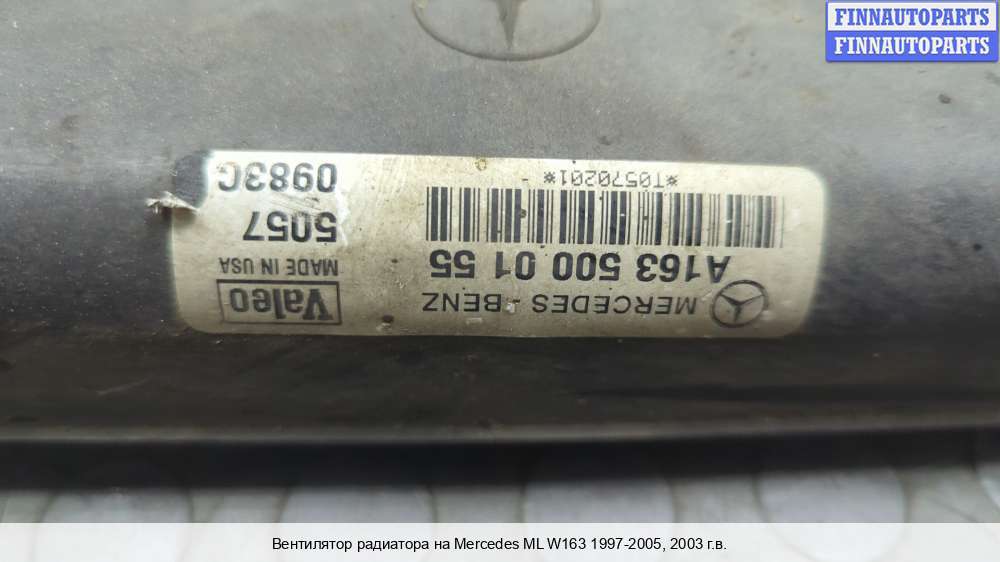 FINNAUTOPARTS
FINNAUTOPARTS
MERCEDES - BENZ
A163 500 01 55
*T0570201*
Valeo
MADE IN USA
5057
0983C
Вентилятор радиатора на Mercedes ML W163 1997-2005, 2003 г.в.